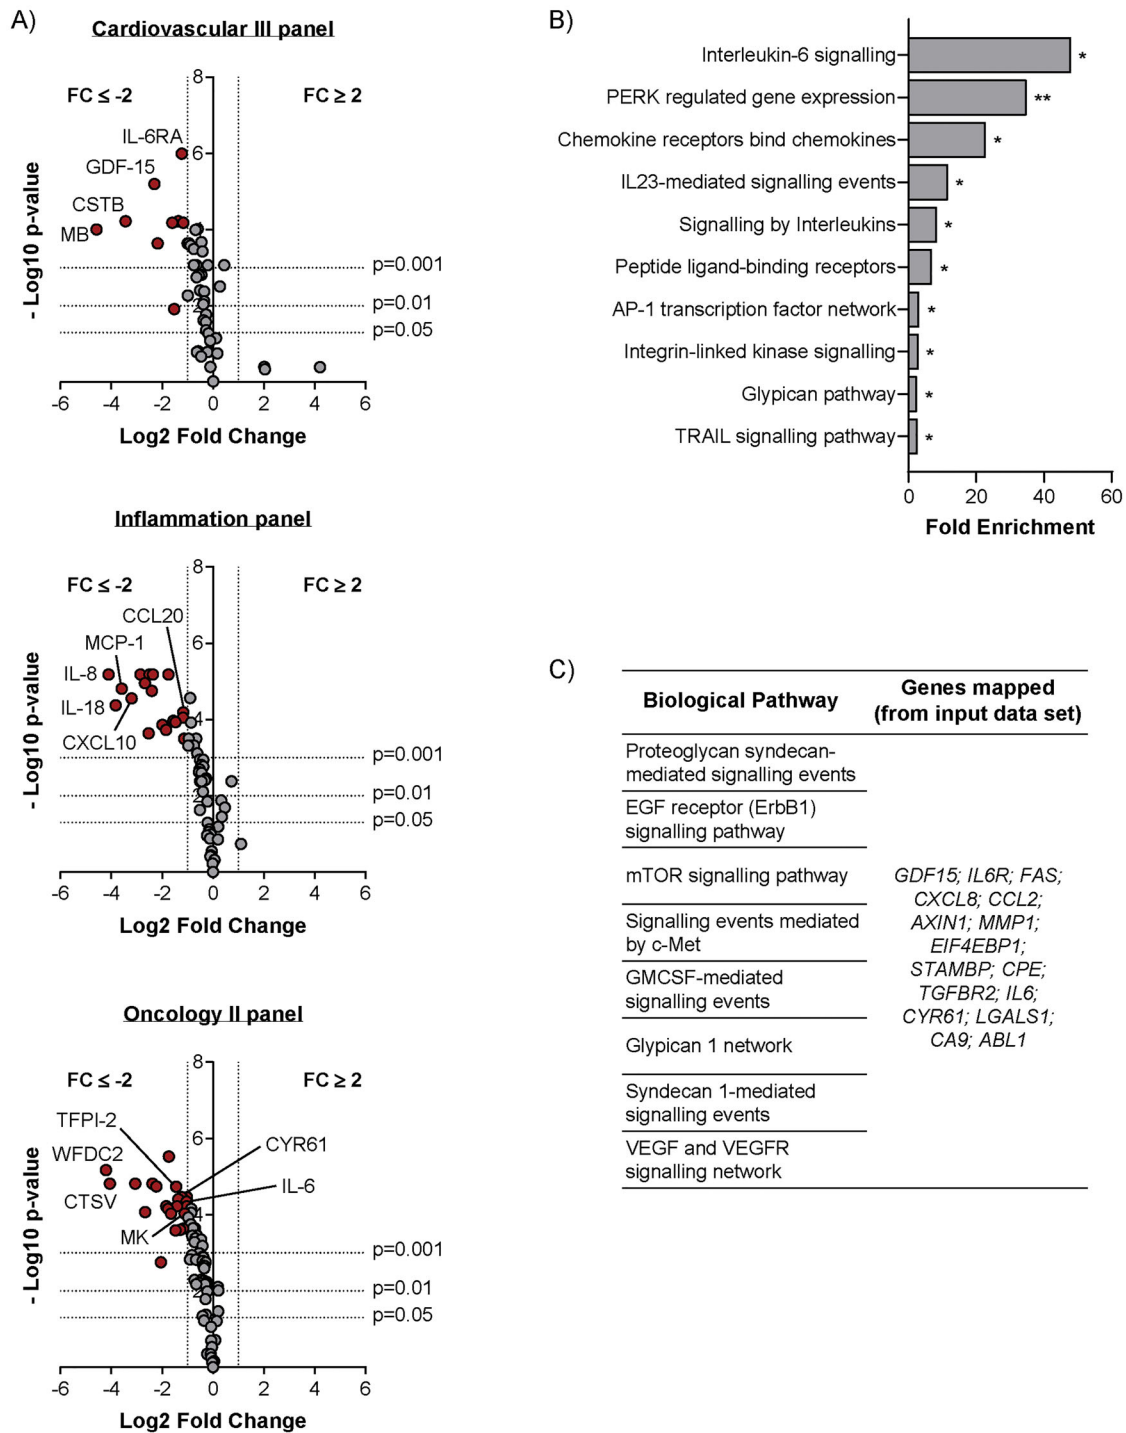 A)
Cardiovascular III panel
FC ≤ -2
FC ≥ 2
IL-6RA
GDF-15
CSTB
MB
8
6
4
2
p=0.001
p=0.01
p=0.05
- Log10 p-value
-6 -4 -2 0 2 4 6
Log2 Fold Change
Inflammation panel
FC ≤ -2
FC ≥ 2
CCL20
MCP-1
IL-8
IL-18
CXCL10
8
6
4
2
p=0.001
p=0.01
p=0.05
- Log10 p-value
-6 -4 -2 0 2 4 6
Log2 Fold Change
Oncology II panel
FC ≤ -2
FC ≥ 2
TFPI-2
WFDC2
CTSV
MK
CYR61
IL-6
8
6
4
2
p=0.001
p=0.01
p=0.05
- Log10 p-value
-6 -4 -2 0 2 4 6
Log2 Fold Change
B)
Interleukin-6 signalling *
PERK regulated gene expression **
Chemokine receptors bind chemokines *
IL23-mediated signalling events *
Signalling by Interleukins *
Peptide ligand-binding receptors *
AP-1 transcription factor network *
Integrin-linked kinase signalling *
Glypican pathway *
TRAIL signalling pathway *
0 20 40 60
Fold Enrichment
C)
Biological Pathway
Genes mapped
(from input data set)
Proteoglycan syndecan-
mediated signalling events
EGF receptor (ErbB1)
signalling pathway
mTOR signalling pathway
Signalling events mediated
by c-Met
GMCSF-mediated
signalling events
Glypican 1 network
Syndecan 1-mediated
signalling events
VEGF and VEGFR
signalling network
GDF15; IL6R; FAS;
CXCL8; CCL2;
AXIN1; MMP1;
EIF4EBP1;
STAMBP; CPE;
TGFBR2; IL6;
CYR61; LGALS1;
CA9; ABL1